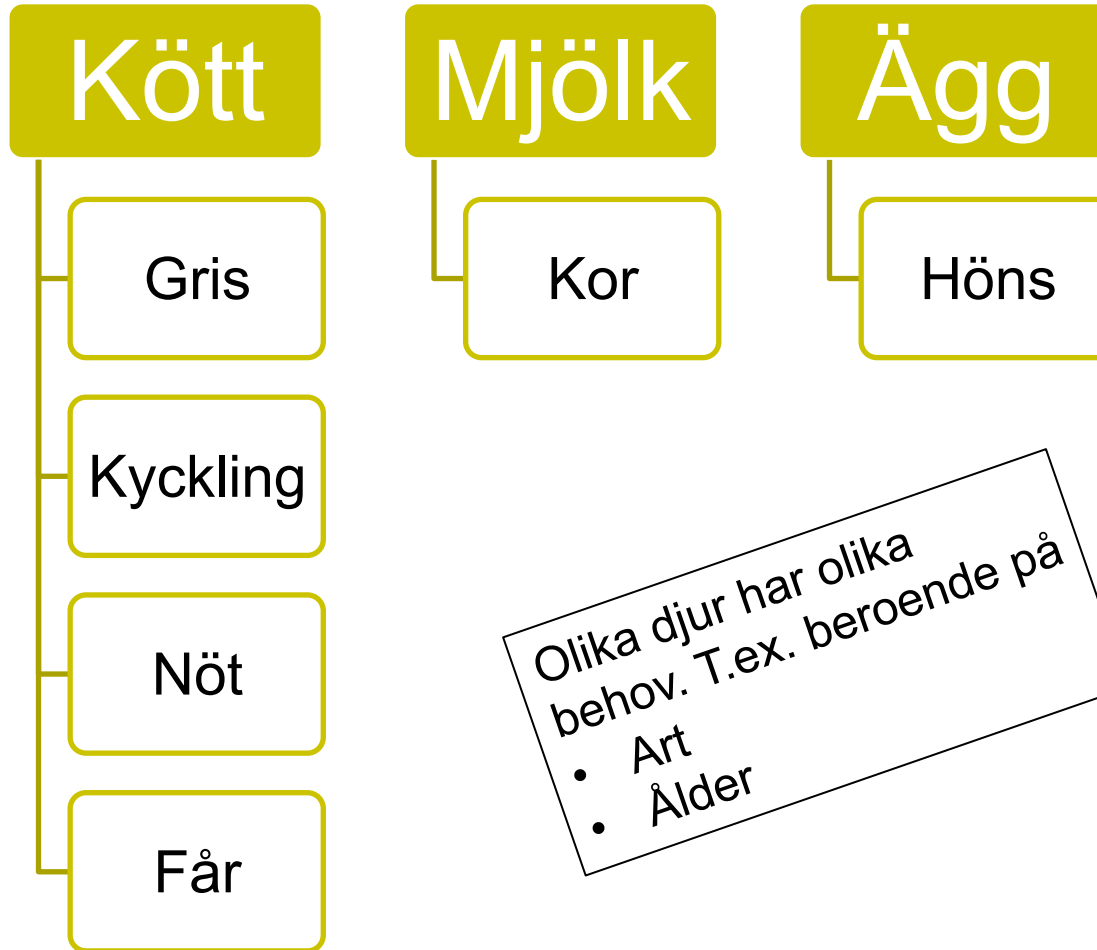 Kött
Gris
Kyckling
Nöt
Får
Mjölk
Kor
Ägg
Höns
Olika djur har olika
behov. T.ex. beroende på
• Art
• Ålder